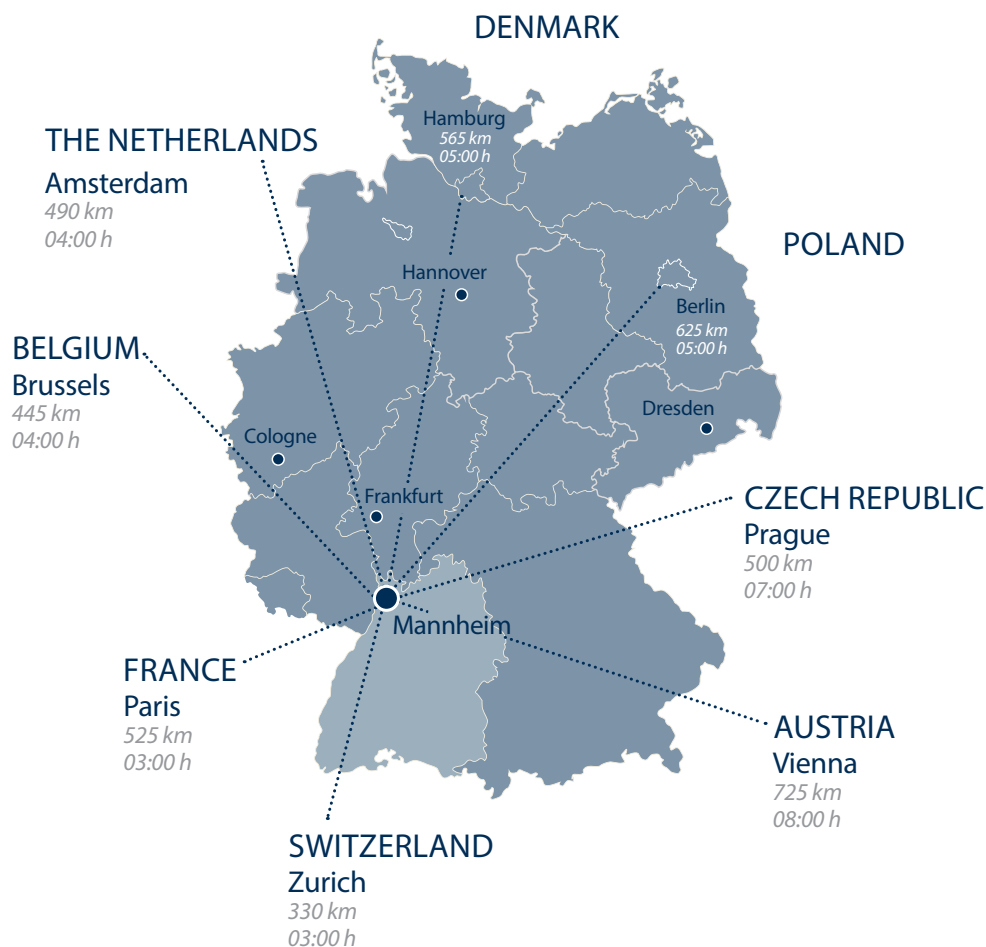 DENMARK
Hamburg
565 km
05:00 h
THE NETHERLANDS
Amsterdam
490 km
04:00 h
POLAND
Hannover
Berlin
625 km
05:00 h
BELGIUM
Brussels
445 km
04:00 h
Dresden
Cologne
Frankfurt
CZECH REPUBLIC
Prague
500 km
07:00 h
Mannheim
FRANCE
Paris
525 km
03:00 h
AUSTRIA
Vienna
725 km
08:00 h
SWITZERLAND
Zurich
330 km
03:00 h